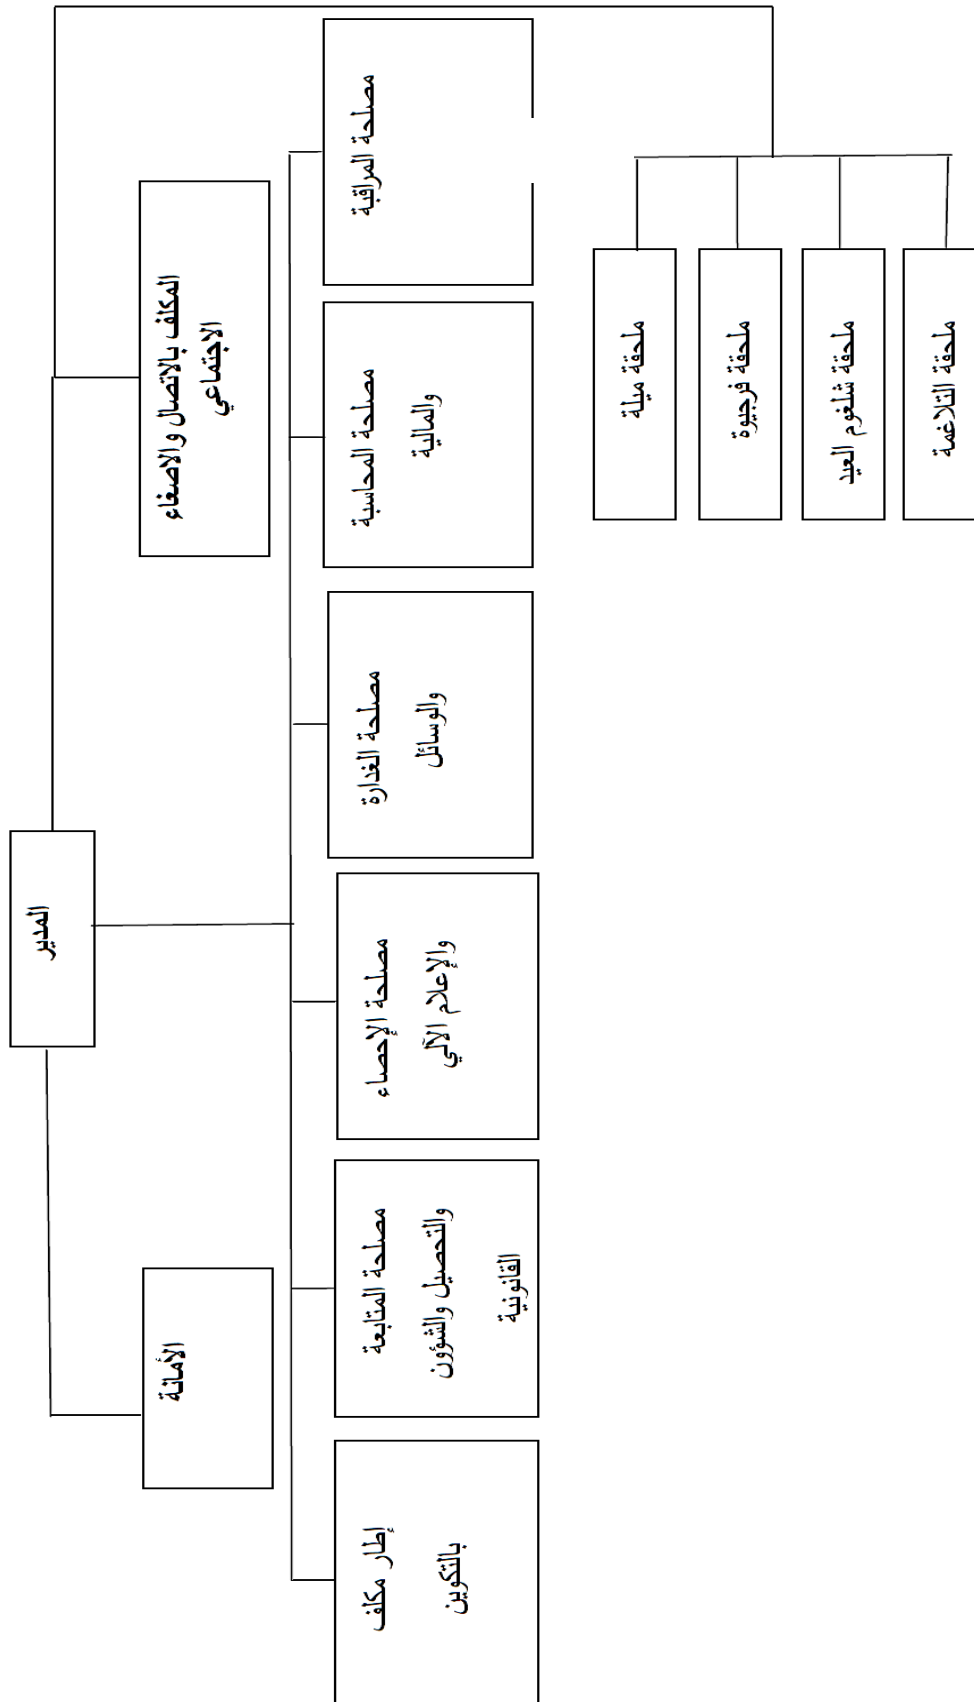 المدير
المكلف بالاتصال والاصغاء
الاجتماعي
الأمانة
مصلحة المراقبة
مصلحة المحاسبة
والمالية
مصلحة الغدارة
والوسائل
مصلحة الإحصاء
والإعلام الآلي
مصلحة المتابعة
والتحصيل والشؤون
القانونية
إطار مكلف
بالتكوين
ملحقة ميلة
ملحقة فرجيوة
ملحقة شلغوم العيد
ملحقة التلاغمة